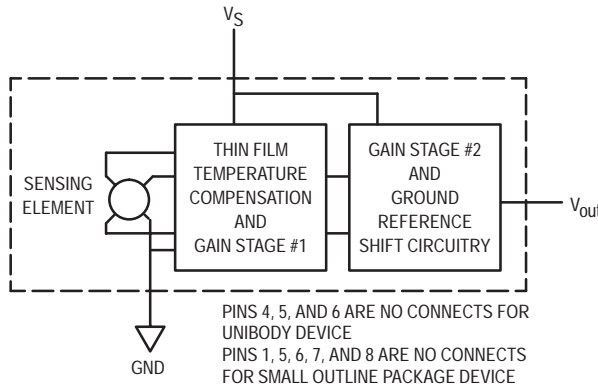 V_S
THIN FILM
TEMPERATURE
COMPENSATION
AND
GAIN STAGE #1
GAIN STAGE #2
AND
GROUND
REFERENCE
SHIFT CIRCUITRY
SENSING
ELEMENT
V_out
GND
PINS 4, 5, AND 6 ARE NO CONNECTS FOR
UNIBODY DEVICE
PINS 1, 5, 6, 7, AND 8 ARE NO CONNECTS
FOR SMALL OUTLINE PACKAGE DEVICE